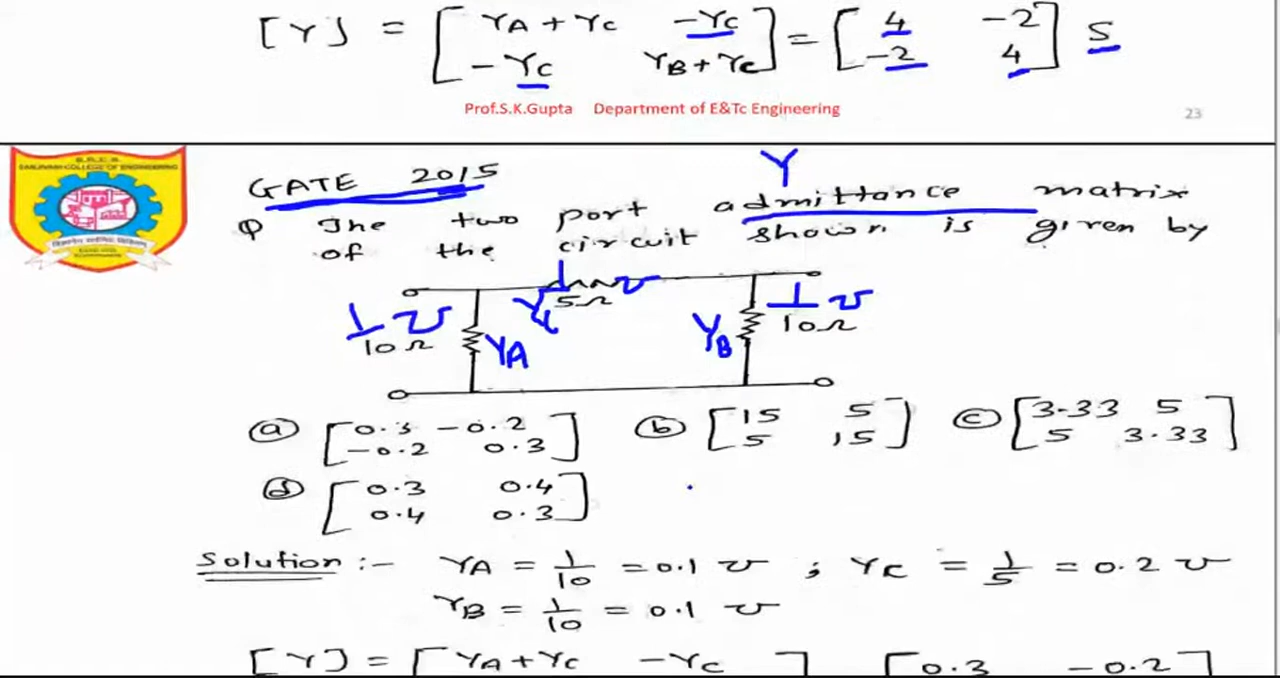 [Y] = [ YA + YC   -YC ] = [ 4   -2 ] S
[ -YC   YB + YC ]   [ -2   4 ]
Prof.S.K.Gupta   Department of E&Tc Engineering   23
GATE 2015
Y
Q The two port admittance matrix
of the circuit shown is given by
1 ℧ 10Ω YA
1 ℧ 5Ω YC
YB 1 ℧ 10Ω
(a) [ 0.3   -0.2 ]   (b) [ 15   5 ]   (c) [ 3.33   5 ]
[ -0.2   0.3 ]   [ 5   15 ]   [ 5   3.33 ]
(d) [ 0.3   0.4 ]
[ 0.4   0.3 ]
Solution :- YA = 1/10 = 0.1 ℧ ; YC = 1/5 = 0.2 ℧
YB = 1/10 = 0.1 ℧
[Y] = [ YA + YC   -YC ]   [ 0.3   -0.2 ]